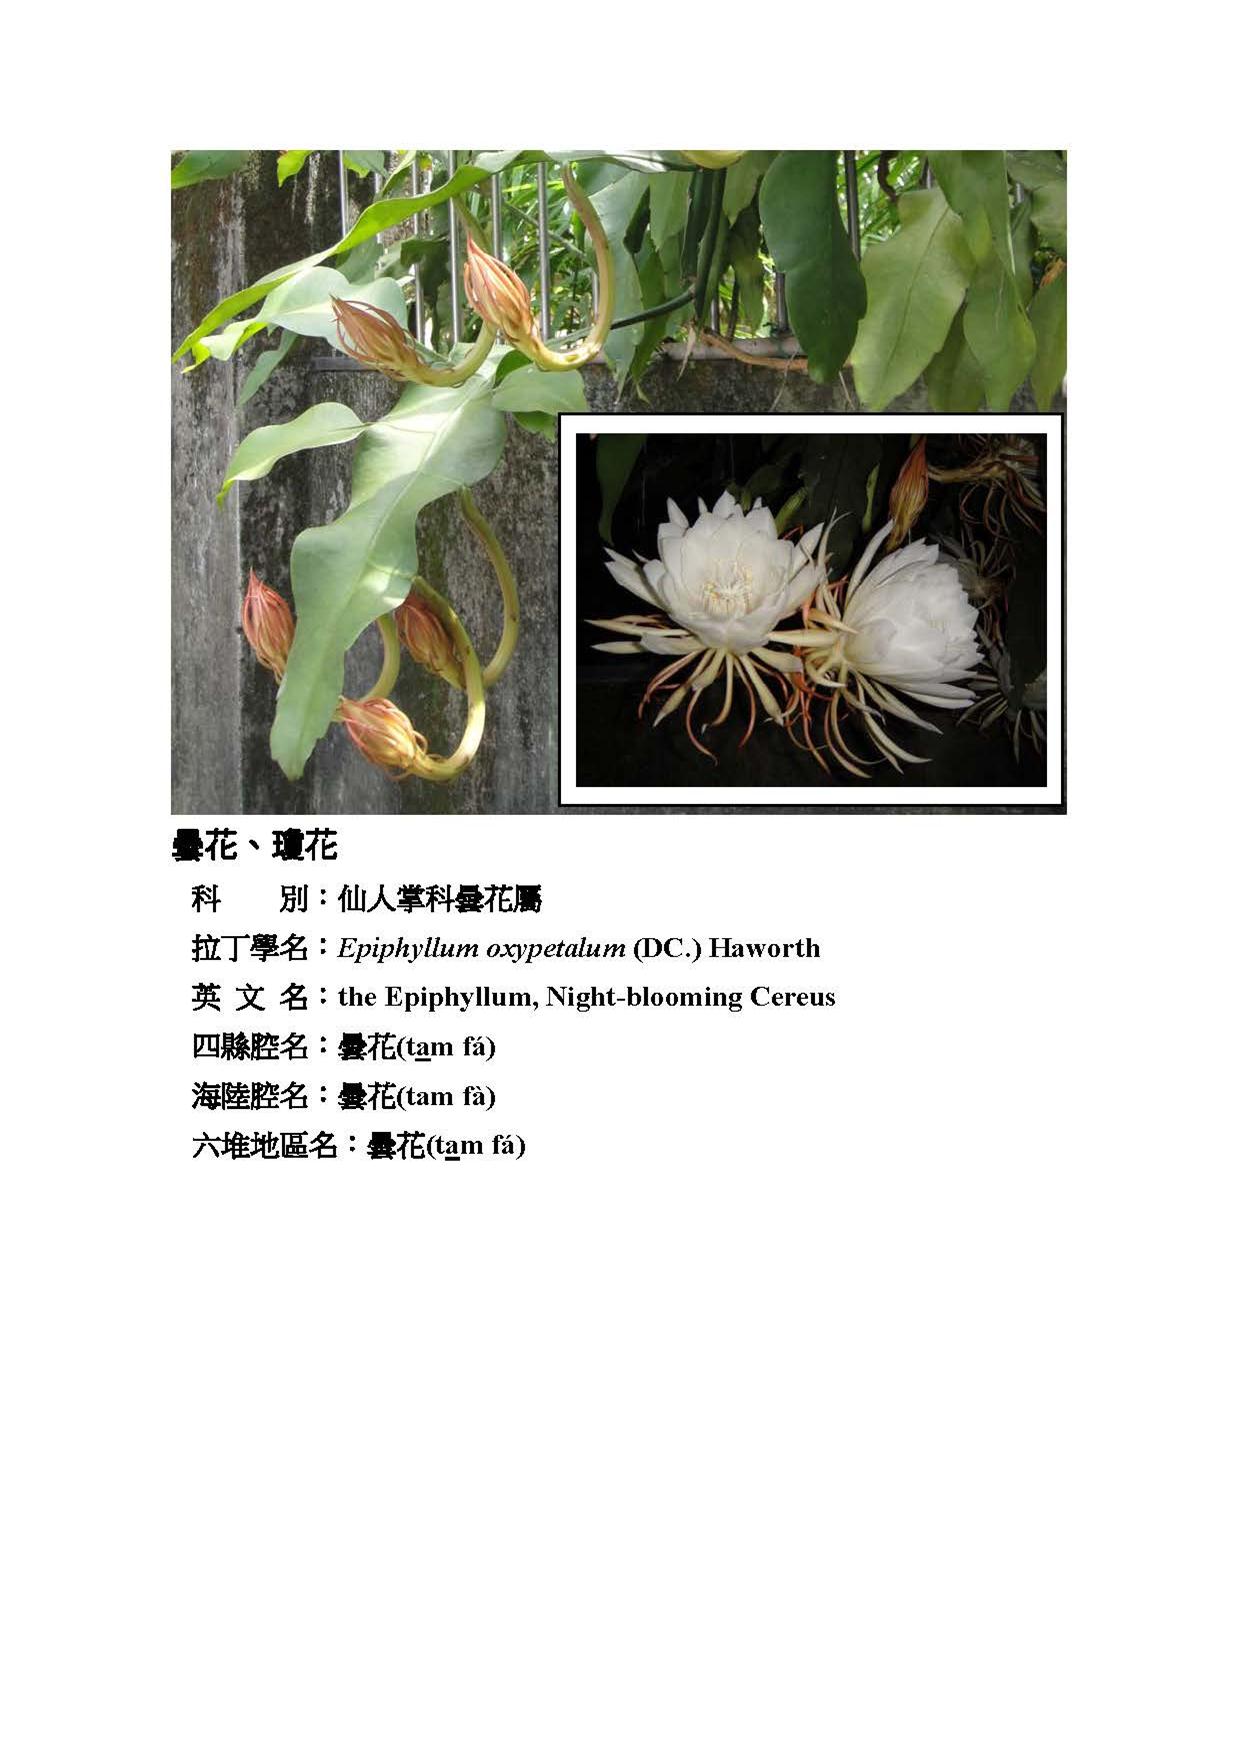 曇花、瓊花
科　　別：仙人掌科曇花屬
拉丁學名：Epiphyllum oxypetalum (DC.) Haworth
英 文 名：the Epiphyllum, Night-blooming Cereus
四縣腔名：曇花(ta̲m fá)
海陸腔名：曇花(tam fà)
六堆地區名：曇花(ta̲m fá)